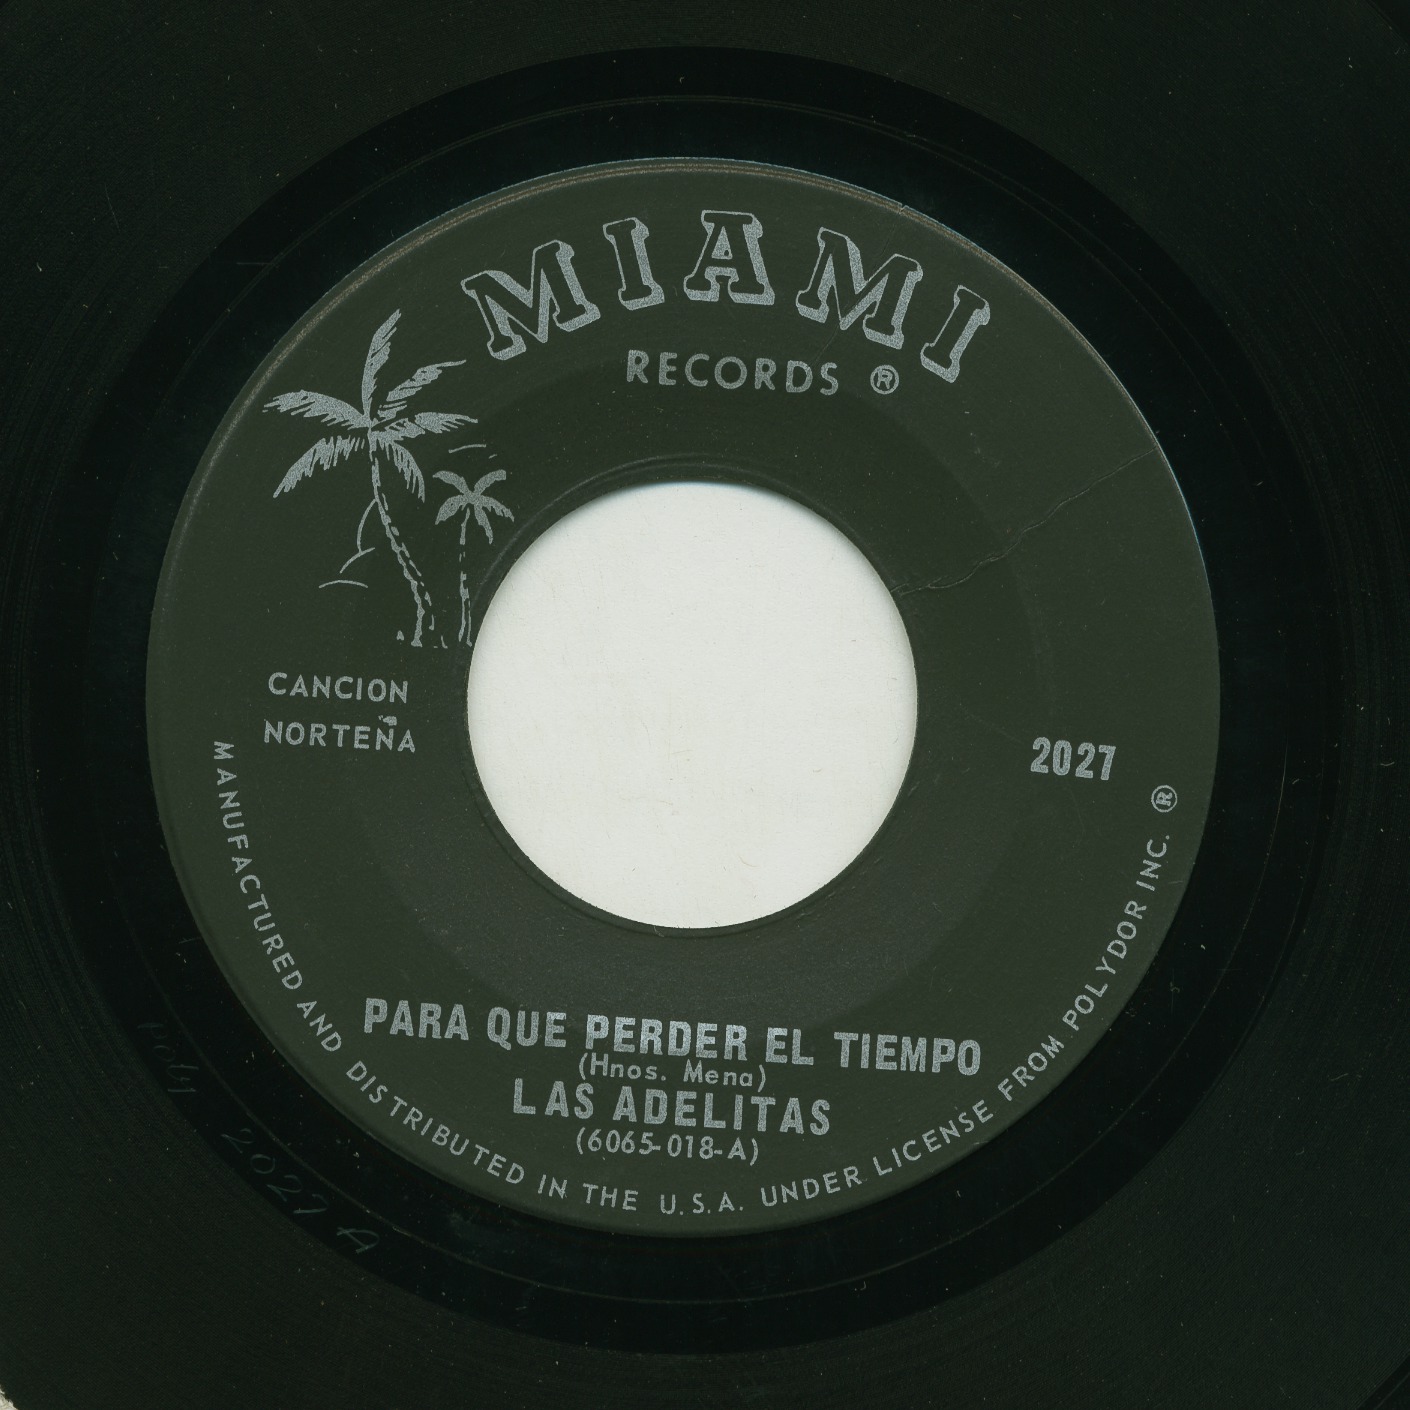 MIAMI
RECORDS ®
CANCION
NORTEÑA
2027
PARA QUE PERDER EL TIEMPO
(Hnos. Mena)
LAS ADELITAS
(6065-018-A)
MANUFACTURED AND DISTRIBUTED IN THE U.S.A. UNDER LICENSE FROM POLYDOR INC. ®
2027 A